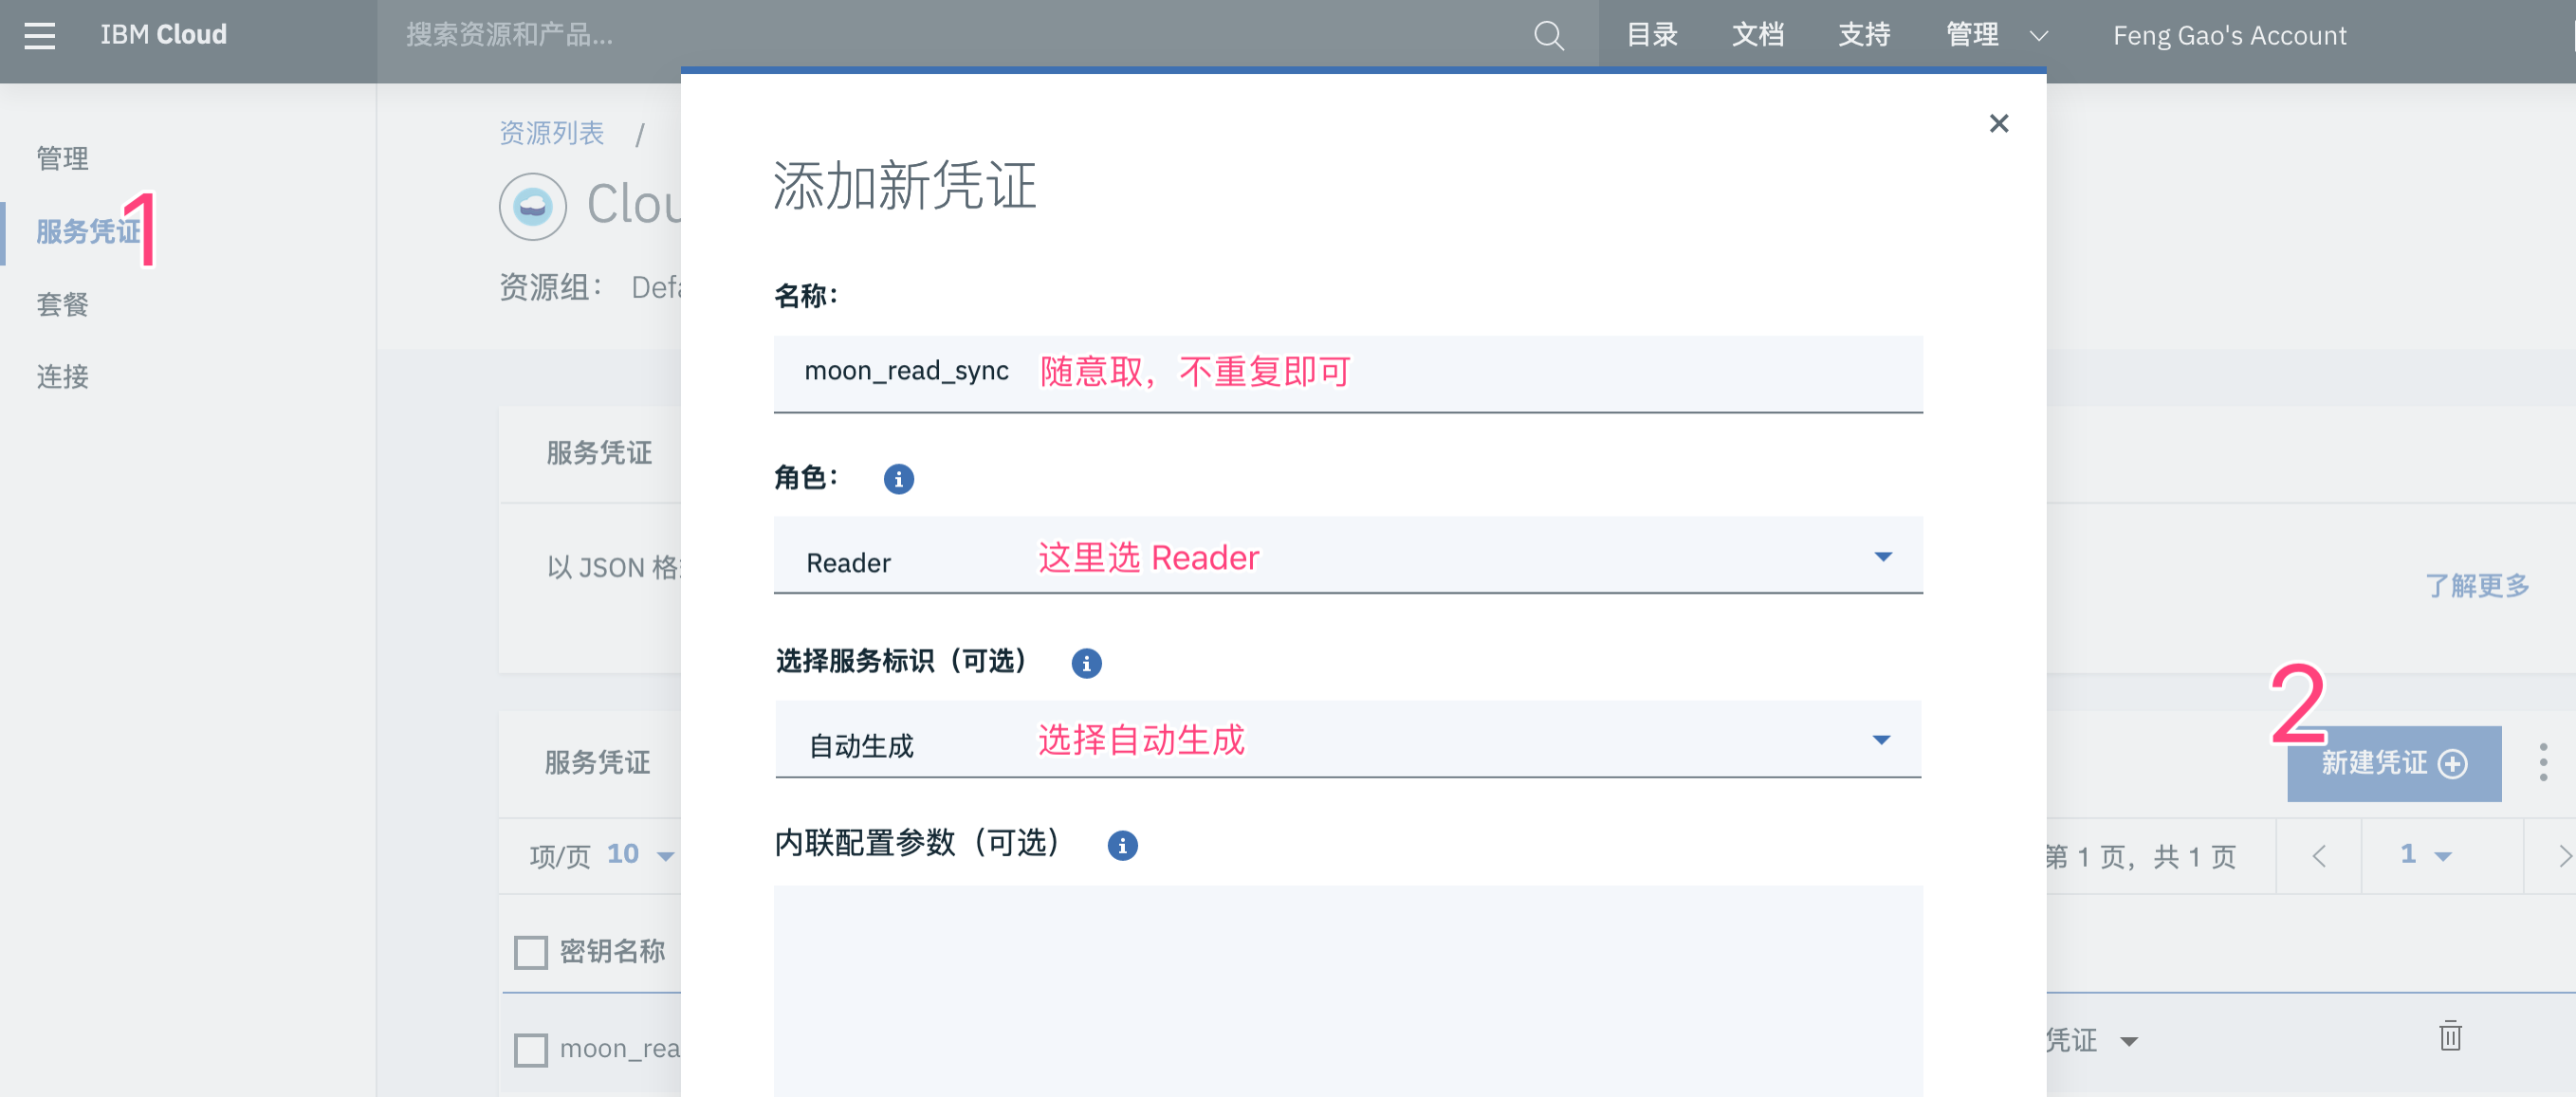 IBM Cloud
搜索资源和产品...
目录
文档
支持
管理
Feng Gao's Account
管理
服务凭证
1
套餐
连接
资源列表 /
Clou
资源组： Defa
服务凭证
以 JSON 格
了解更多
服务凭证
2
新建凭证
项/页 10
第 1 页，共 1 页
1
密钥名称
moon_rea
凭证
添加新凭证
名称：
moon_read_sync 随意取，不重复即可
角色：
Reader 这里选 Reader
选择服务标识（可选）
自动生成 选择自动生成
内联配置参数（可选）